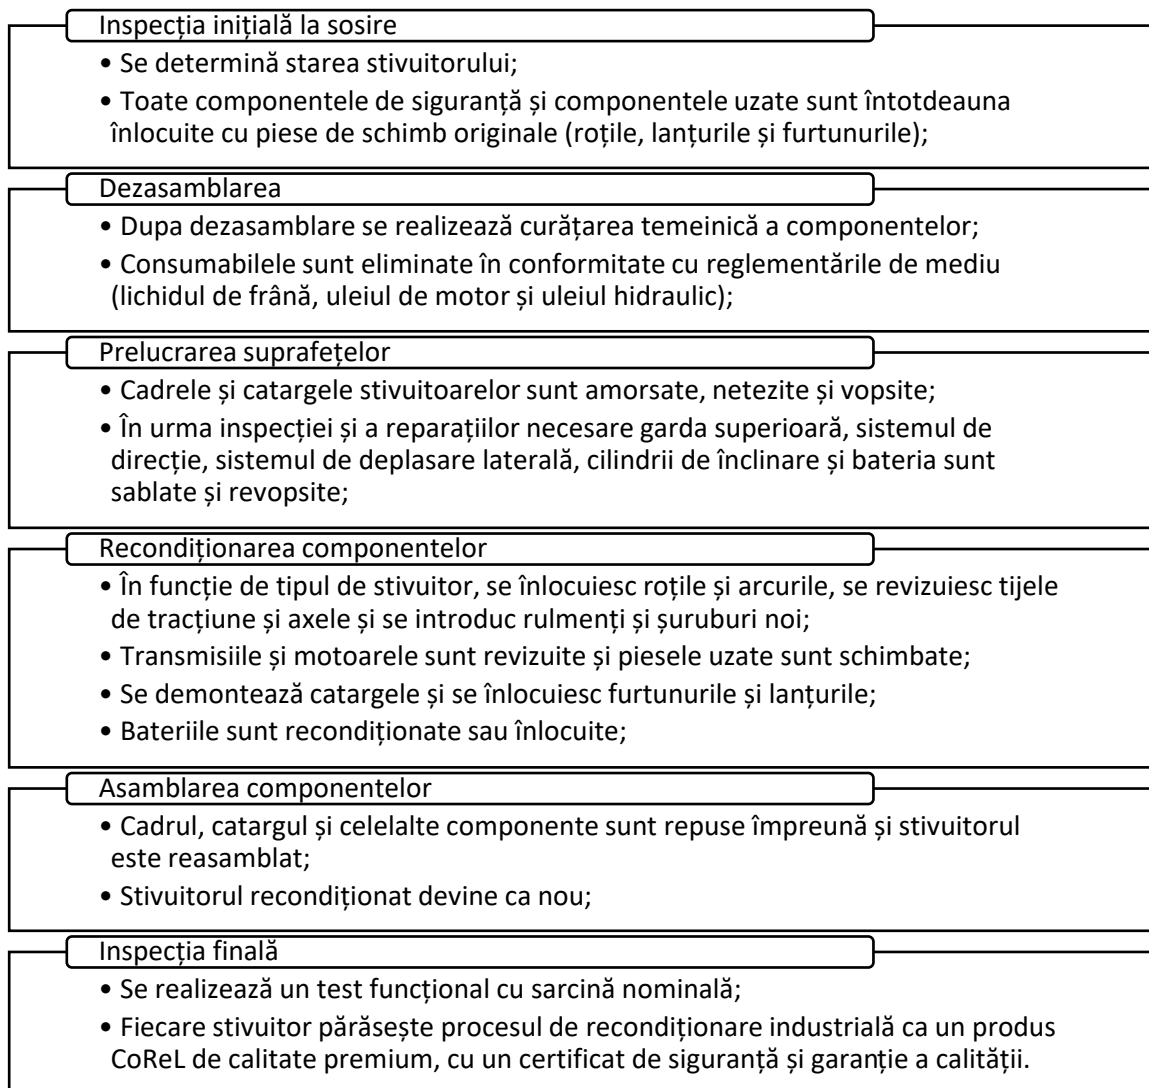 Inspecția inițială la sosire
• Se determină starea stivuitorului;
• Toate componentele de siguranță și componentele uzate sunt întotdeauna
înlocuite cu piese de schimb originale (roțile, lanțurile și furtunurile);
Dezasamblarea
• Dupa dezasamblare se realizează curățarea temeinică a componentelor;
• Consumabilele sunt eliminate în conformitate cu reglementările de mediu
(lichidul de frână, uleiul de motor și uleiul hidraulic);
Prelucrarea suprafețelor
• Cadrele și catargele stivuitoarelor sunt amorsate, netezite și vopsite;
• În urma inspecției și a reparațiilor necesare garda superioară, sistemul de
direcție, sistemul de deplasare laterală, cilindrii de înclinare și bateria sunt
sablate și revopsite;
Recondiționarea componentelor
• În funcție de tipul de stivuitor, se înlocuiesc roțile și arcurile, se revizuiesc tijele
de tracțiune și axele și se introduc rulmenți și șuruburi noi;
• Transmisiile și motoarele sunt revizuite și piesele uzate sunt schimbate;
• Se demontează catargele și se înlocuiesc furtunurile și lanțurile;
• Bateriile sunt recondiționate sau înlocuite;
Asamblarea componentelor
• Cadrul, catargul și celelalte componente sunt repuse împreună și stivuitorul
este reasamblat;
• Stivuitorul recondiționat devine ca nou;
Inspecția finală
• Se realizează un test funcțional cu sarcină nominală;
• Fiecare stivuitor părăsește procesul de recondiționare industrială ca un produs
CoReL de calitate premium, cu un certificat de siguranță și garanție a calității.